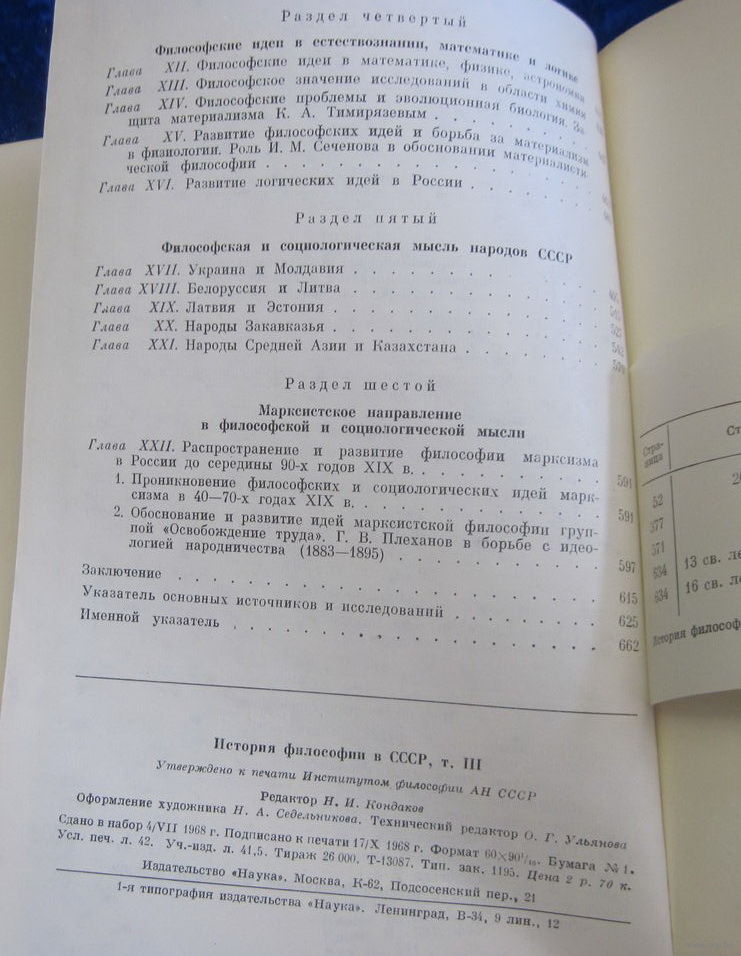 Раздел четвертый
Философские идеи в естествознании, математике и логике
Глава XII. Философские идеи в математике, физике, астрономии
Глава XIII. Философское значение исследований в области химии
Глава XIV. Философские проблемы и эволюционная биология. За-
щита материализма К. А. Тимирязевым . . . . . . . .
Глава XV. Развитие философских идей и борьба за материализм
в физиологии. Роль И. М. Сеченова в обосновании материалисти-
ческой философии . . . . . . . . . . . . . .
Глава XVI. Развитие логических идей в России . . . . . .
Раздел пятый
Философская и социологическая мысль народов СССР
Глава XVII. Украина и Молдавия . . . . . . . . . .
Глава XVIII. Белоруссия и Литва . . . . . . . . . .
Глава XIX. Латвия и Эстония . . . . . . . . . . 
Глава XX. Народы Закавказья . . . . . . . . . . 
Глава XXI. Народы Средней Азии и Казахстана . . . . . .
Раздел шестой
Марксистское направление
в философской и социологической мысли
Глава XXII. Распространение и развитие философии марксизма
в России до середины 90-х годов XIX в. . . . . . . . 591
1. Проникновение философских и социологических идей марк-
сизма в 40—70-х годах XIX в. . . . . . . . . . 591
2. Обоснование и развитие идей марксистской философии груп-
пой «Освобождение труда». Г. В. Плеханов в борьбе с идео-
логией народничества (1883—1895) . . . . . . . . 597
Заключение . . . . . . . . . . . . . . . 615
Указатель основных источников и исследований . . . . . . 625
Именной указатель . . . . . . . . . . . . . 662
История философии в СССР, т. III
Утверждено к печати Институтом философии АН СССР
Редактор Н. И. Кондаков
Оформление художника Н. А. Седельникова. Технический редактор О. Г. Ульянова
Сдано в набор 4/VII 1968 г. Подписано к печати 17/X 1968 г. Формат 60×90¹/₁₆. Бумага № 1.
Усл. печ. л. 42. Уч.-изд. л. 41,5. Тираж 26 000. Т-13087. Тип. зак. 1195. Цена 2 р. 70 к.
Издательство «Наука». Москва, К-62, Подсосенский пер., 21
1-я типография издательства «Наука». Ленинград, В-34, 9 лин., 12
Стра-
ница
Ст
52
377
571
634 13 св.
634 16 св.
История философ